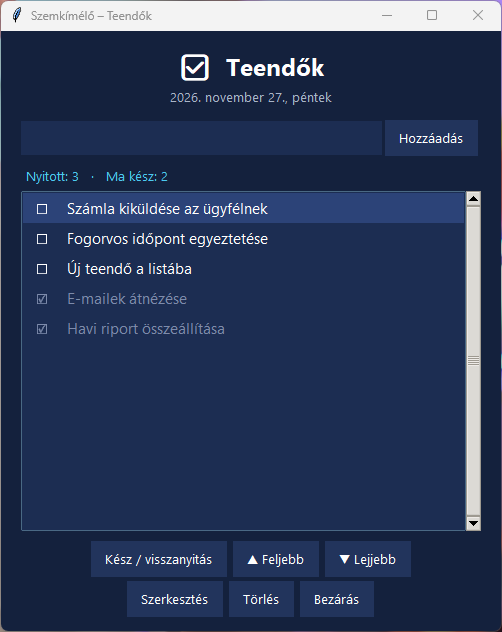 Szemkímélő – Teendők
Teendők
2026. november 27., péntek
Hozzáadás
Nyitott: 3 · Ma kész: 2
Számla kiküldése az ügyfélnek
Fogorvos időpont egyeztetése
Új teendő a listába
E-mailek átnézése
Havi riport összeállítása
Kész / visszanyitás ▲ Feljebb ▼ Lejjebb
Szerkesztés Törlés Bezárás